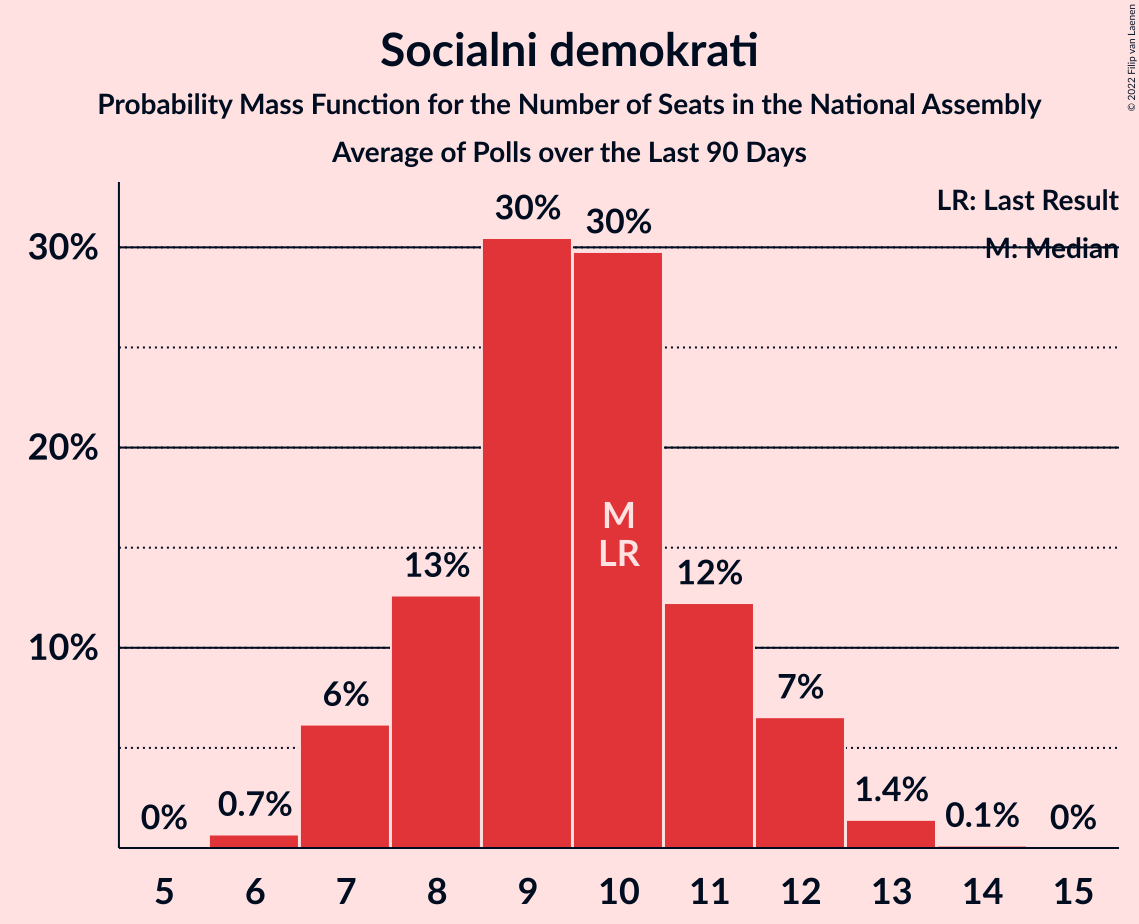 Socialni demokrati
Probability Mass Function for the Number of Seats in the National Assembly
Average of Polls over the Last 90 Days
© 2022 Filip van Laenen
LR: Last Result
M: Median
30%
20%
10%
0%
0.7%
6%
13%
30%
30%
12%
7%
1.4%
0.1%
0%
M
LR
5 6 7 8 9 10 11 12 13 14 15